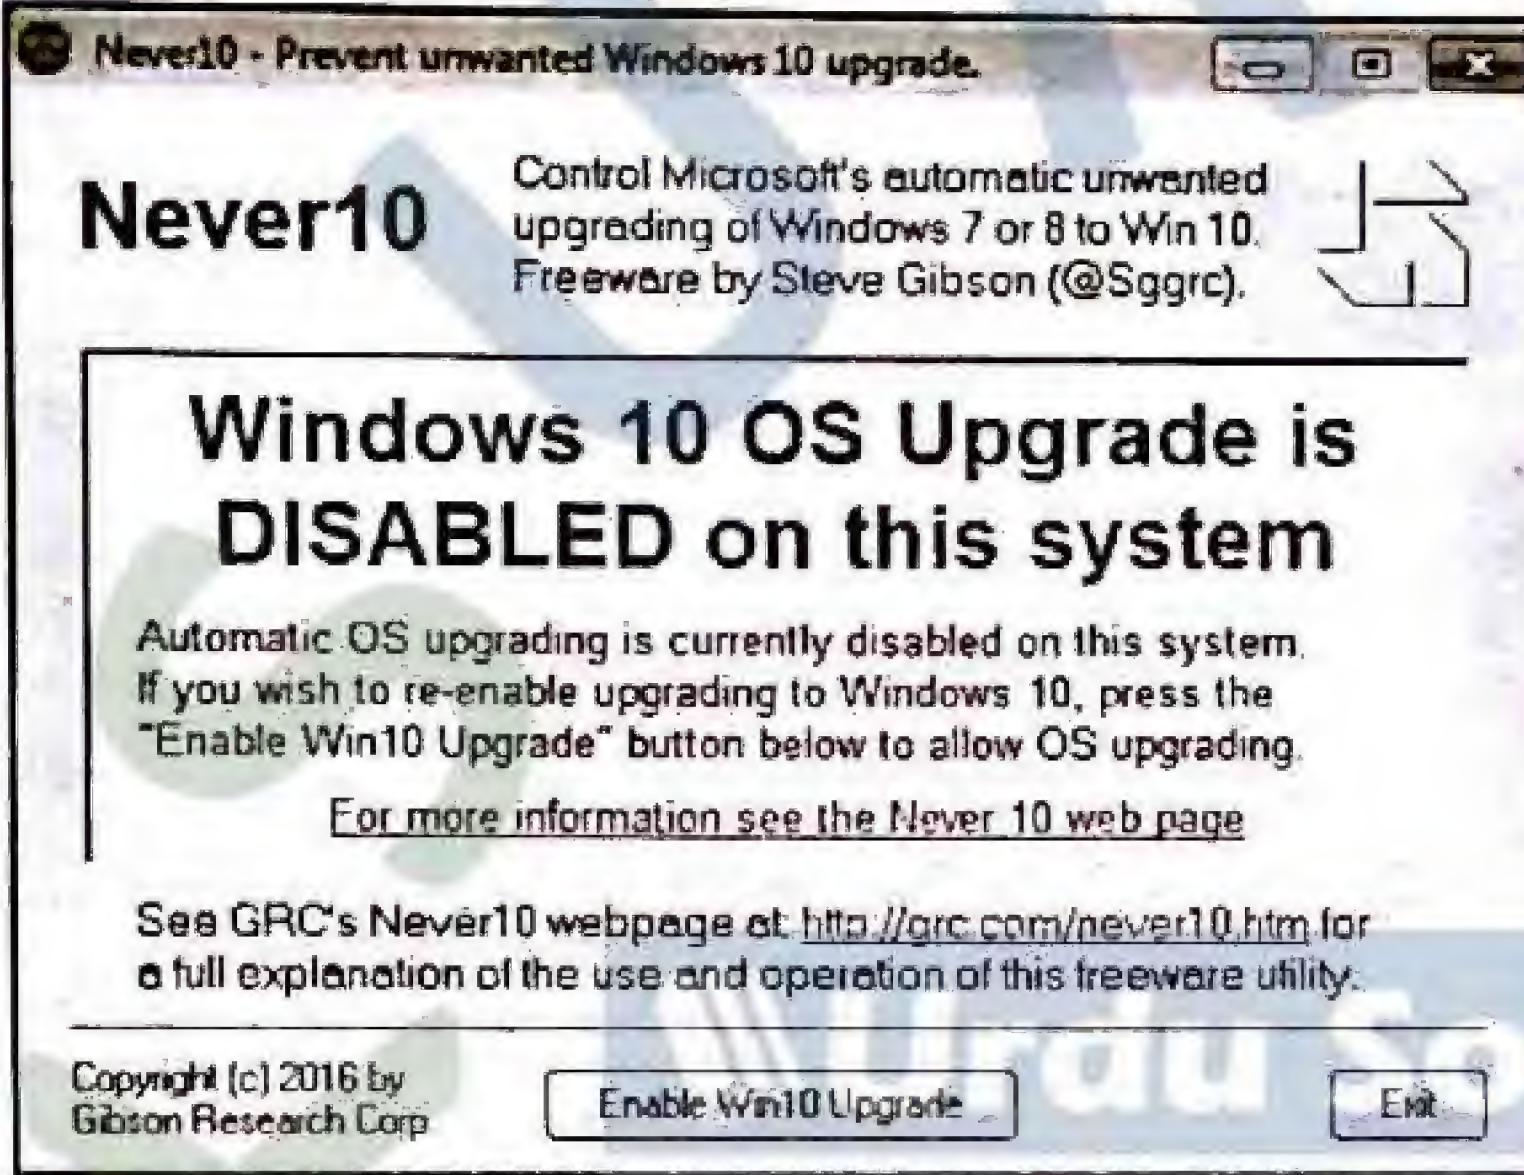 Never10 - Prevent unwanted Windows 10 upgrade.
Never10
Control Microsoft's automatic unwanted
upgrading of Windows 7 or 8 to Win 10.
Freeware by Steve Gibson (@Sggrc).
Windows 10 OS Upgrade is
DISABLED on this system
Automatic OS upgrading is currently disabled on this system.
If you wish to re-enable upgrading to Windows 10, press the
"Enable Win10 Upgrade" button below to allow OS upgrading.
For more information see the Never 10 web page
See GRC's Never10 webpage at: http://grc.com/never10.htm for
a full explanation of the use and operation of this freeware utility.
Urdu
Copyright (c) 2016 by
Gibson Research Corp
Enable Win10 Upgrade
Exit